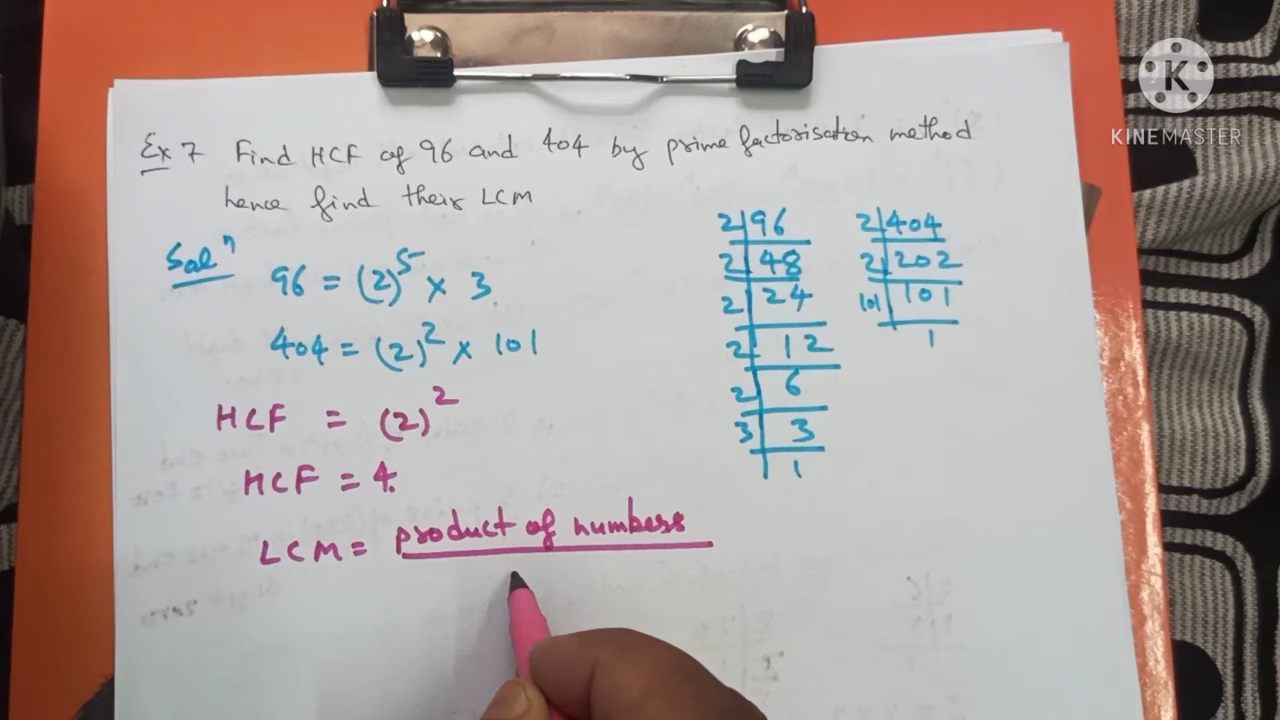 Ex 7 Find HCF of 96 and 404 by prime factorisation method
hence find their LCM
Solⁿ
96 = (2)⁵ × 3
404 = (2)² × 101
HCF = (2)²
HCF = 4.
LCM = product of numbers
2 96
2 48
2 24
2 12
2 6
3 3
1
2 404
2 202
101 101
1
K
KINEMASTER